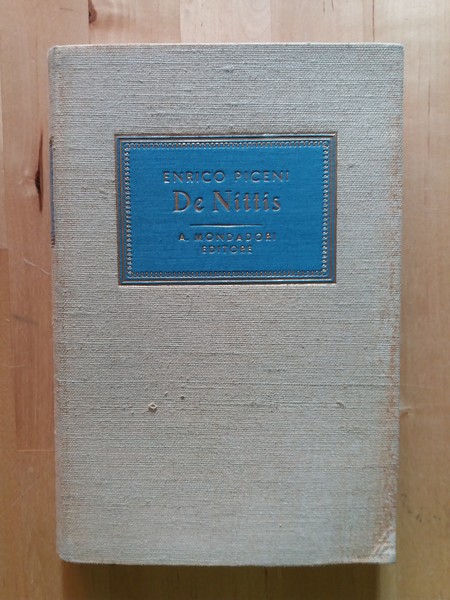 ENRICO PICENI
De Nittis
A. MONDADORI
EDITORE